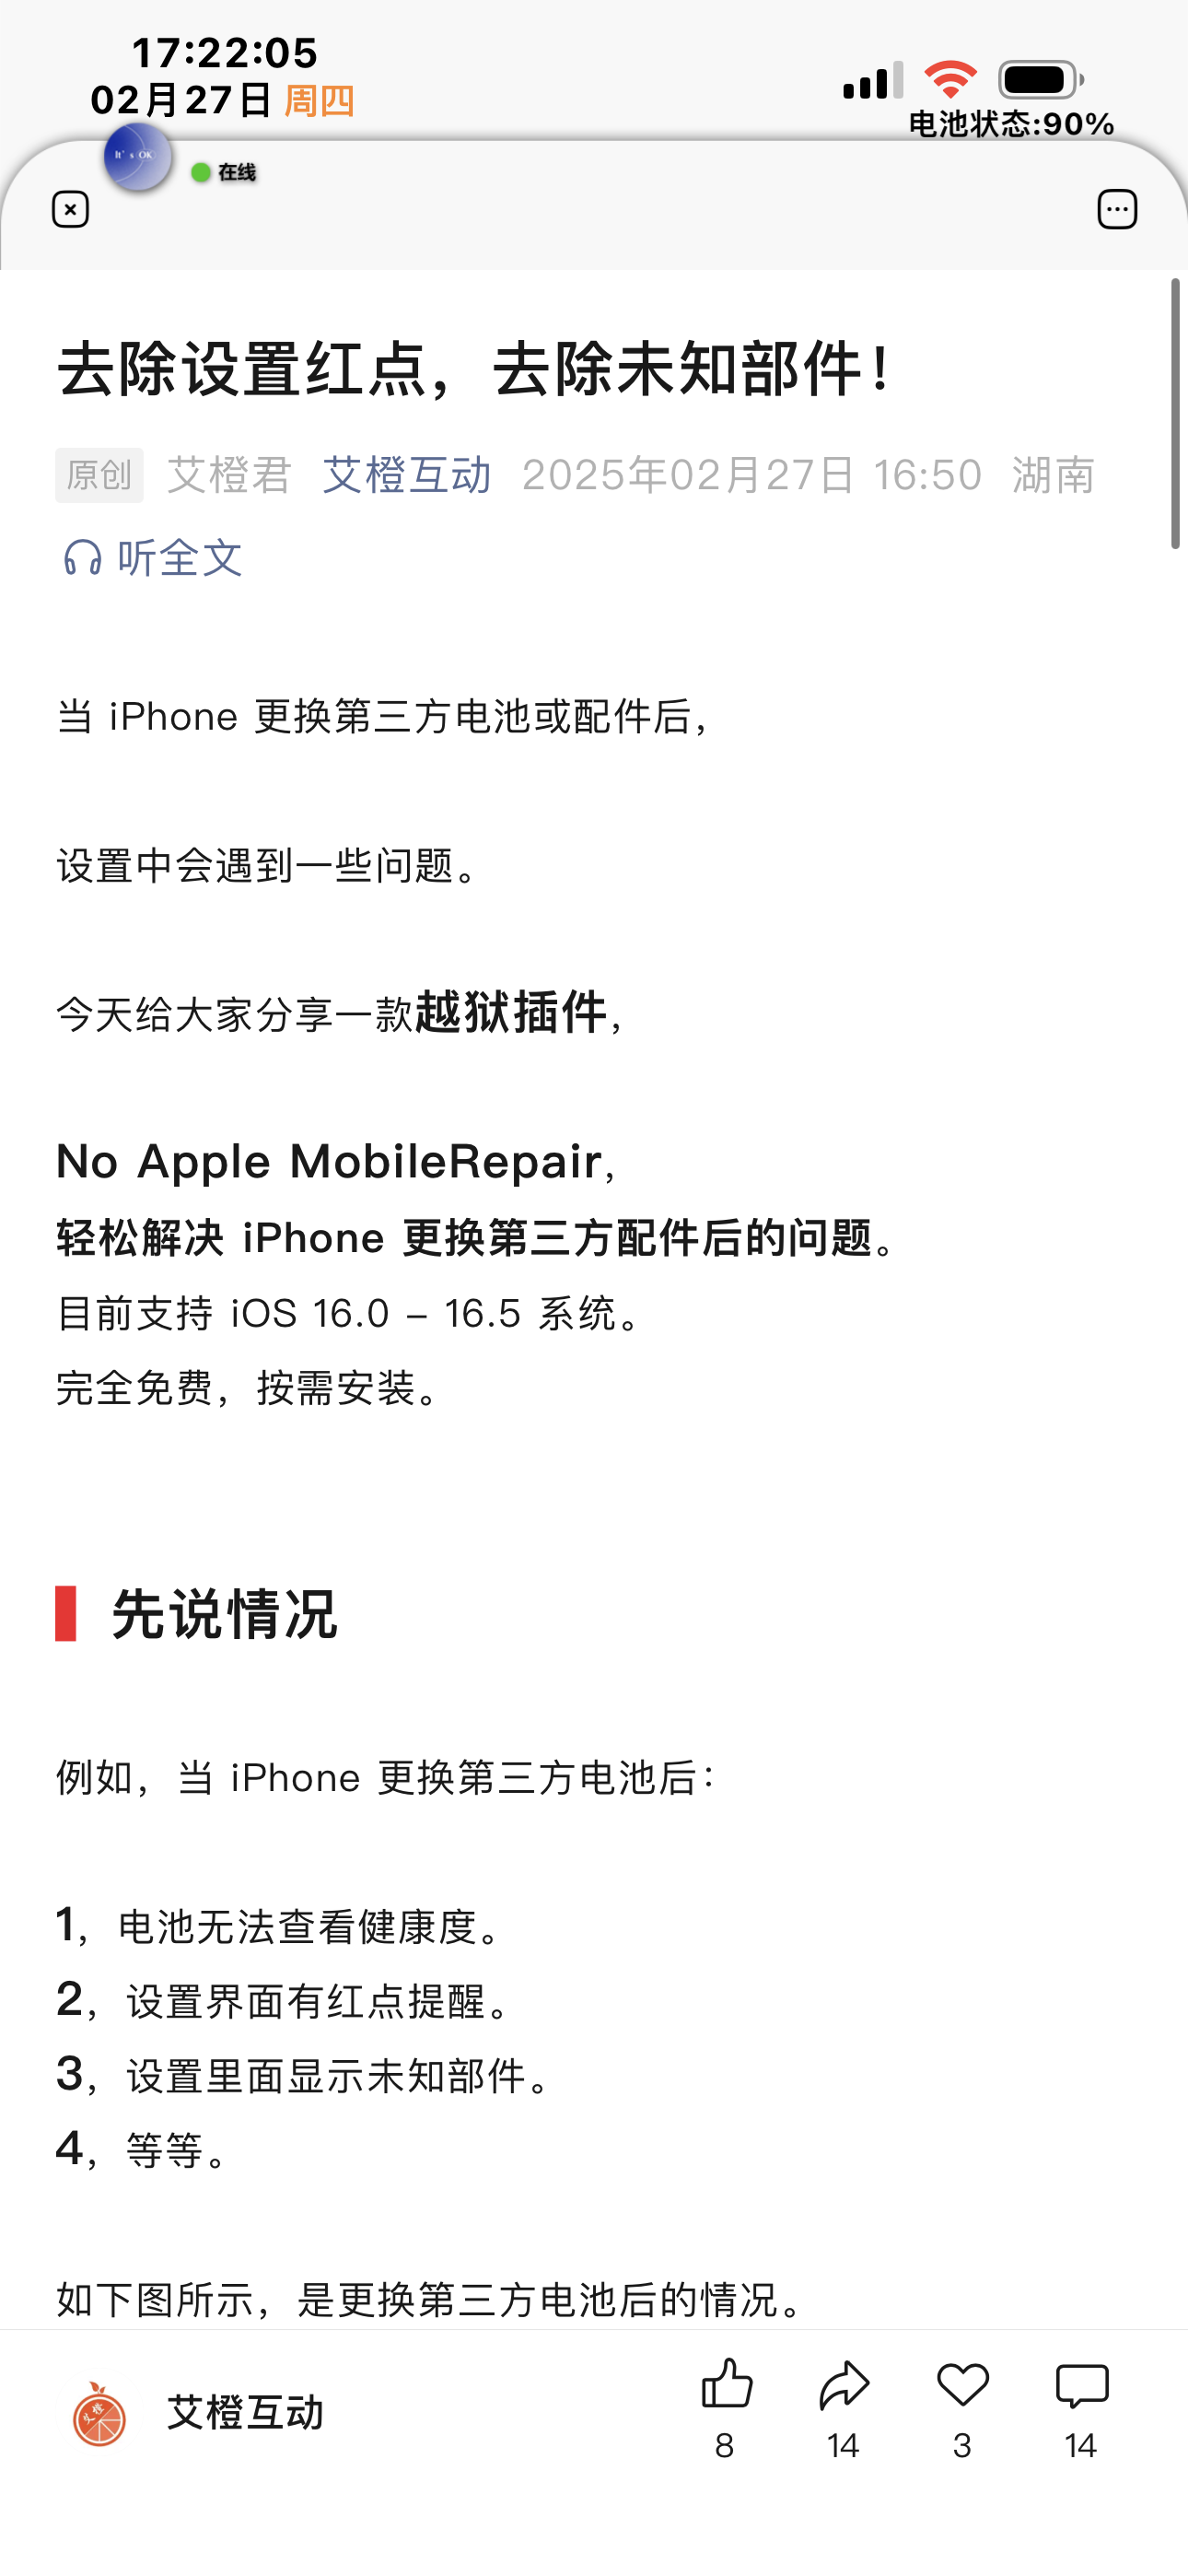 17:22:05
02月27日 周四
电池状态:90%
It's OK
在线
去除设置红点，去除未知部件！
原创 艾橙君 艾橙互动 2025年02月27日 16:50 湖南
听全文
当 iPhone 更换第三方电池或配件后，
设置中会遇到一些问题。
今天给大家分享一款越狱插件，
No Apple MobileRepair，
轻松解决 iPhone 更换第三方配件后的问题。
目前支持 iOS 16.0 – 16.5 系统。
完全免费，按需安装。
先说情况
例如，当 iPhone 更换第三方电池后：
1，电池无法查看健康度。
2，设置界面有红点提醒。
3，设置里面显示未知部件。
4，等等。
如下图所示，是更换第三方电池后的情况。
艾橙
艾橙互动
8 14 3 14